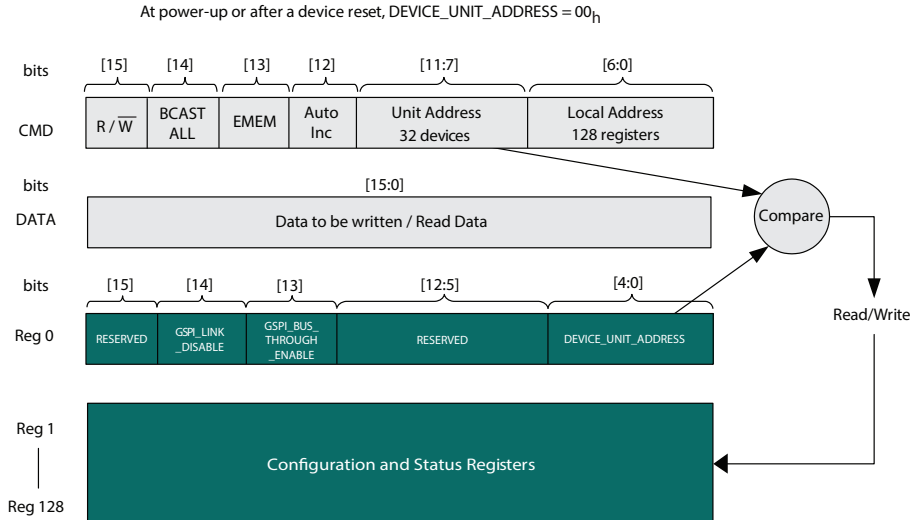 At power-up or after a device reset, DEVICE_UNIT_ADDRESS = 00h
bits [15] [14] [13] [12] [11:7] [6:0]
CMD
R / W
BCAST
ALL
EMEM
Auto
Inc
Unit Address
32 devices
Local Address
128 registers
bits [15:0]
DATA
Data to be written / Read Data
Compare
bits [15] [14] [13] [12:5] [4:0]
Reg 0
RESERVED
GSPI_LINK
_DISABLE
GSPI_BUS_
THROUGH
_ENABLE
RESERVED
DEVICE_UNIT_ADDRESS
Read/Write
Reg 1
Configuration and Status Registers
Reg 128